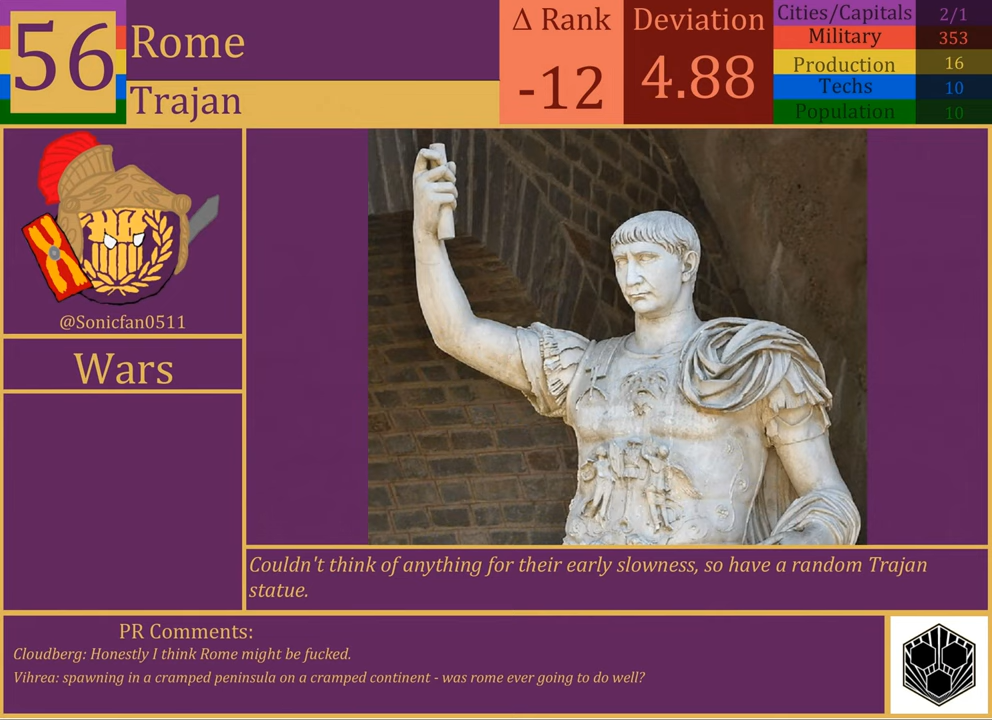 56
Rome
Trajan
Δ Rank
-12
Deviation
4.88
Cities/Capitals 2/1
Military 353
Production 16
Techs 10
Population 10
@Sonicfan0511
Wars
Couldn't think of anything for their early slowness, so have a random Trajan
statue.
PR Comments:
Cloudberg: Honestly I think Rome might be fucked.
Vihrea: spawning in a cramped peninsula on a cramped continent - was rome ever going to do well?